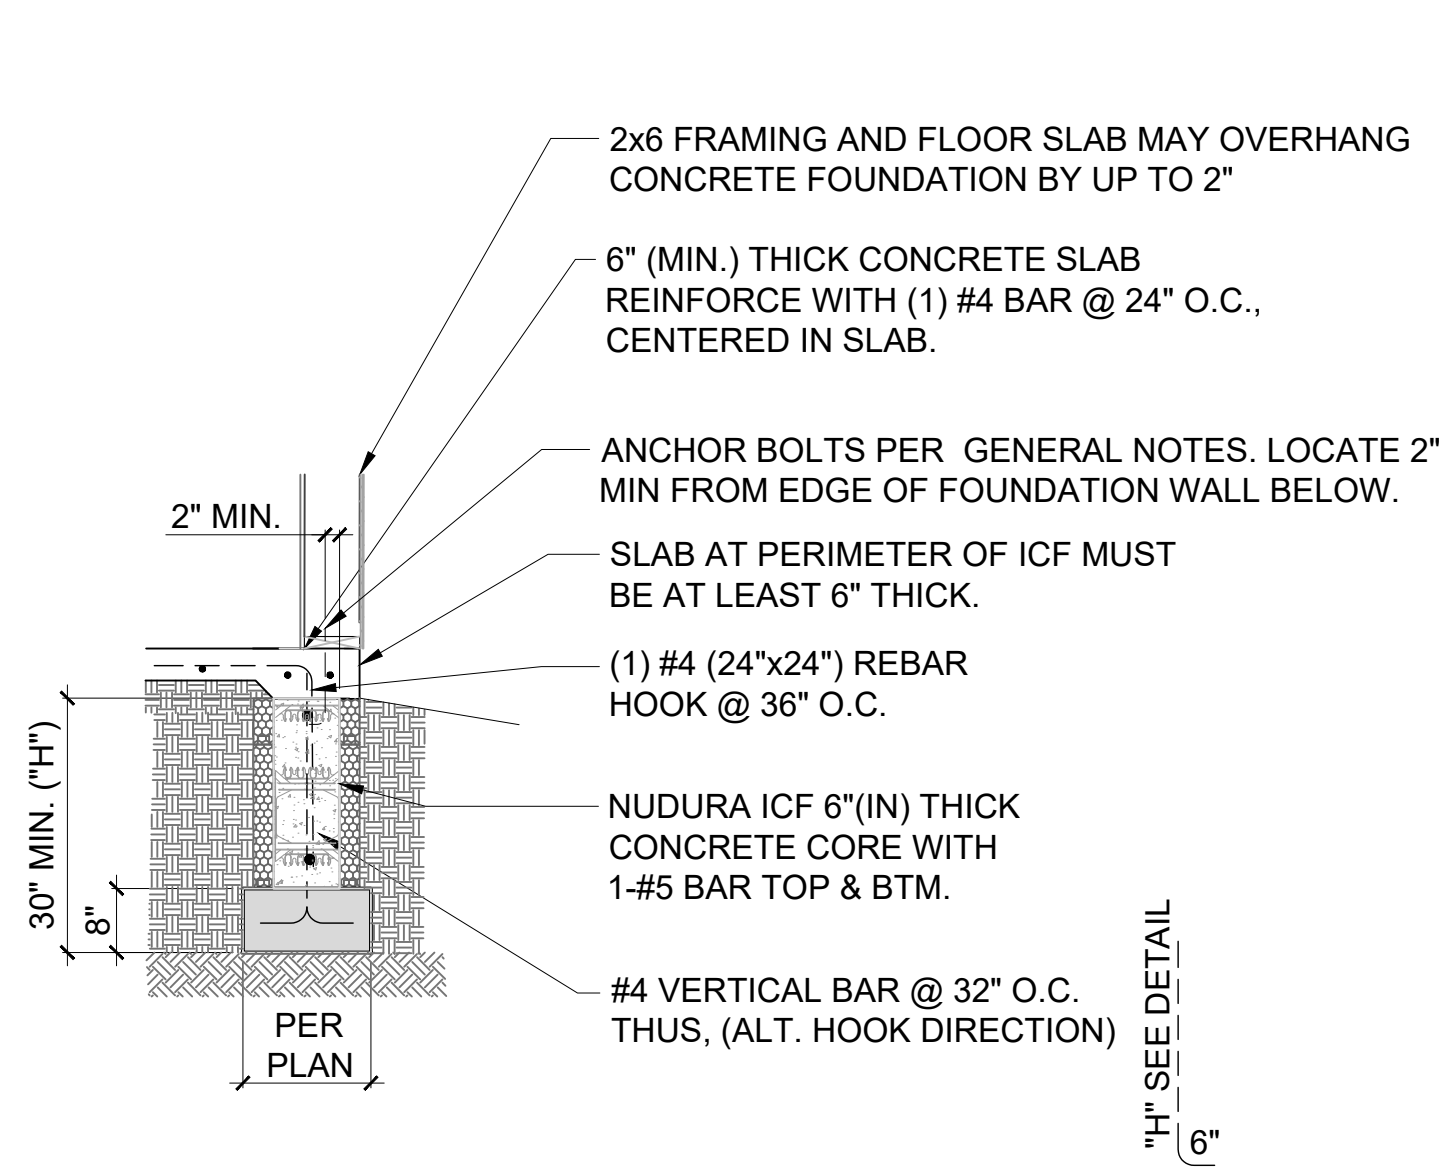 2x6 FRAMING AND FLOOR SLAB MAY OVERHANG
CONCRETE FOUNDATION BY UP TO 2"
6" (MIN.) THICK CONCRETE SLAB
REINFORCE WITH (1) #4 BAR @ 24" O.C.,
CENTERED IN SLAB.
ANCHOR BOLTS PER GENERAL NOTES. LOCATE 2"
MIN FROM EDGE OF FOUNDATION WALL BELOW.
2" MIN.
SLAB AT PERIMETER OF ICF MUST
BE AT LEAST 6" THICK.
(1) #4 (24"x24") REBAR
HOOK @ 36" O.C.
30" MIN. ("H")
8"
NUDURA ICF 6"(IN) THICK
CONCRETE CORE WITH
1-#5 BAR TOP & BTM.
#4 VERTICAL BAR @ 32" O.C.
THUS, (ALT. HOOK DIRECTION)
PER
PLAN
"H" SEE DETAIL
6"